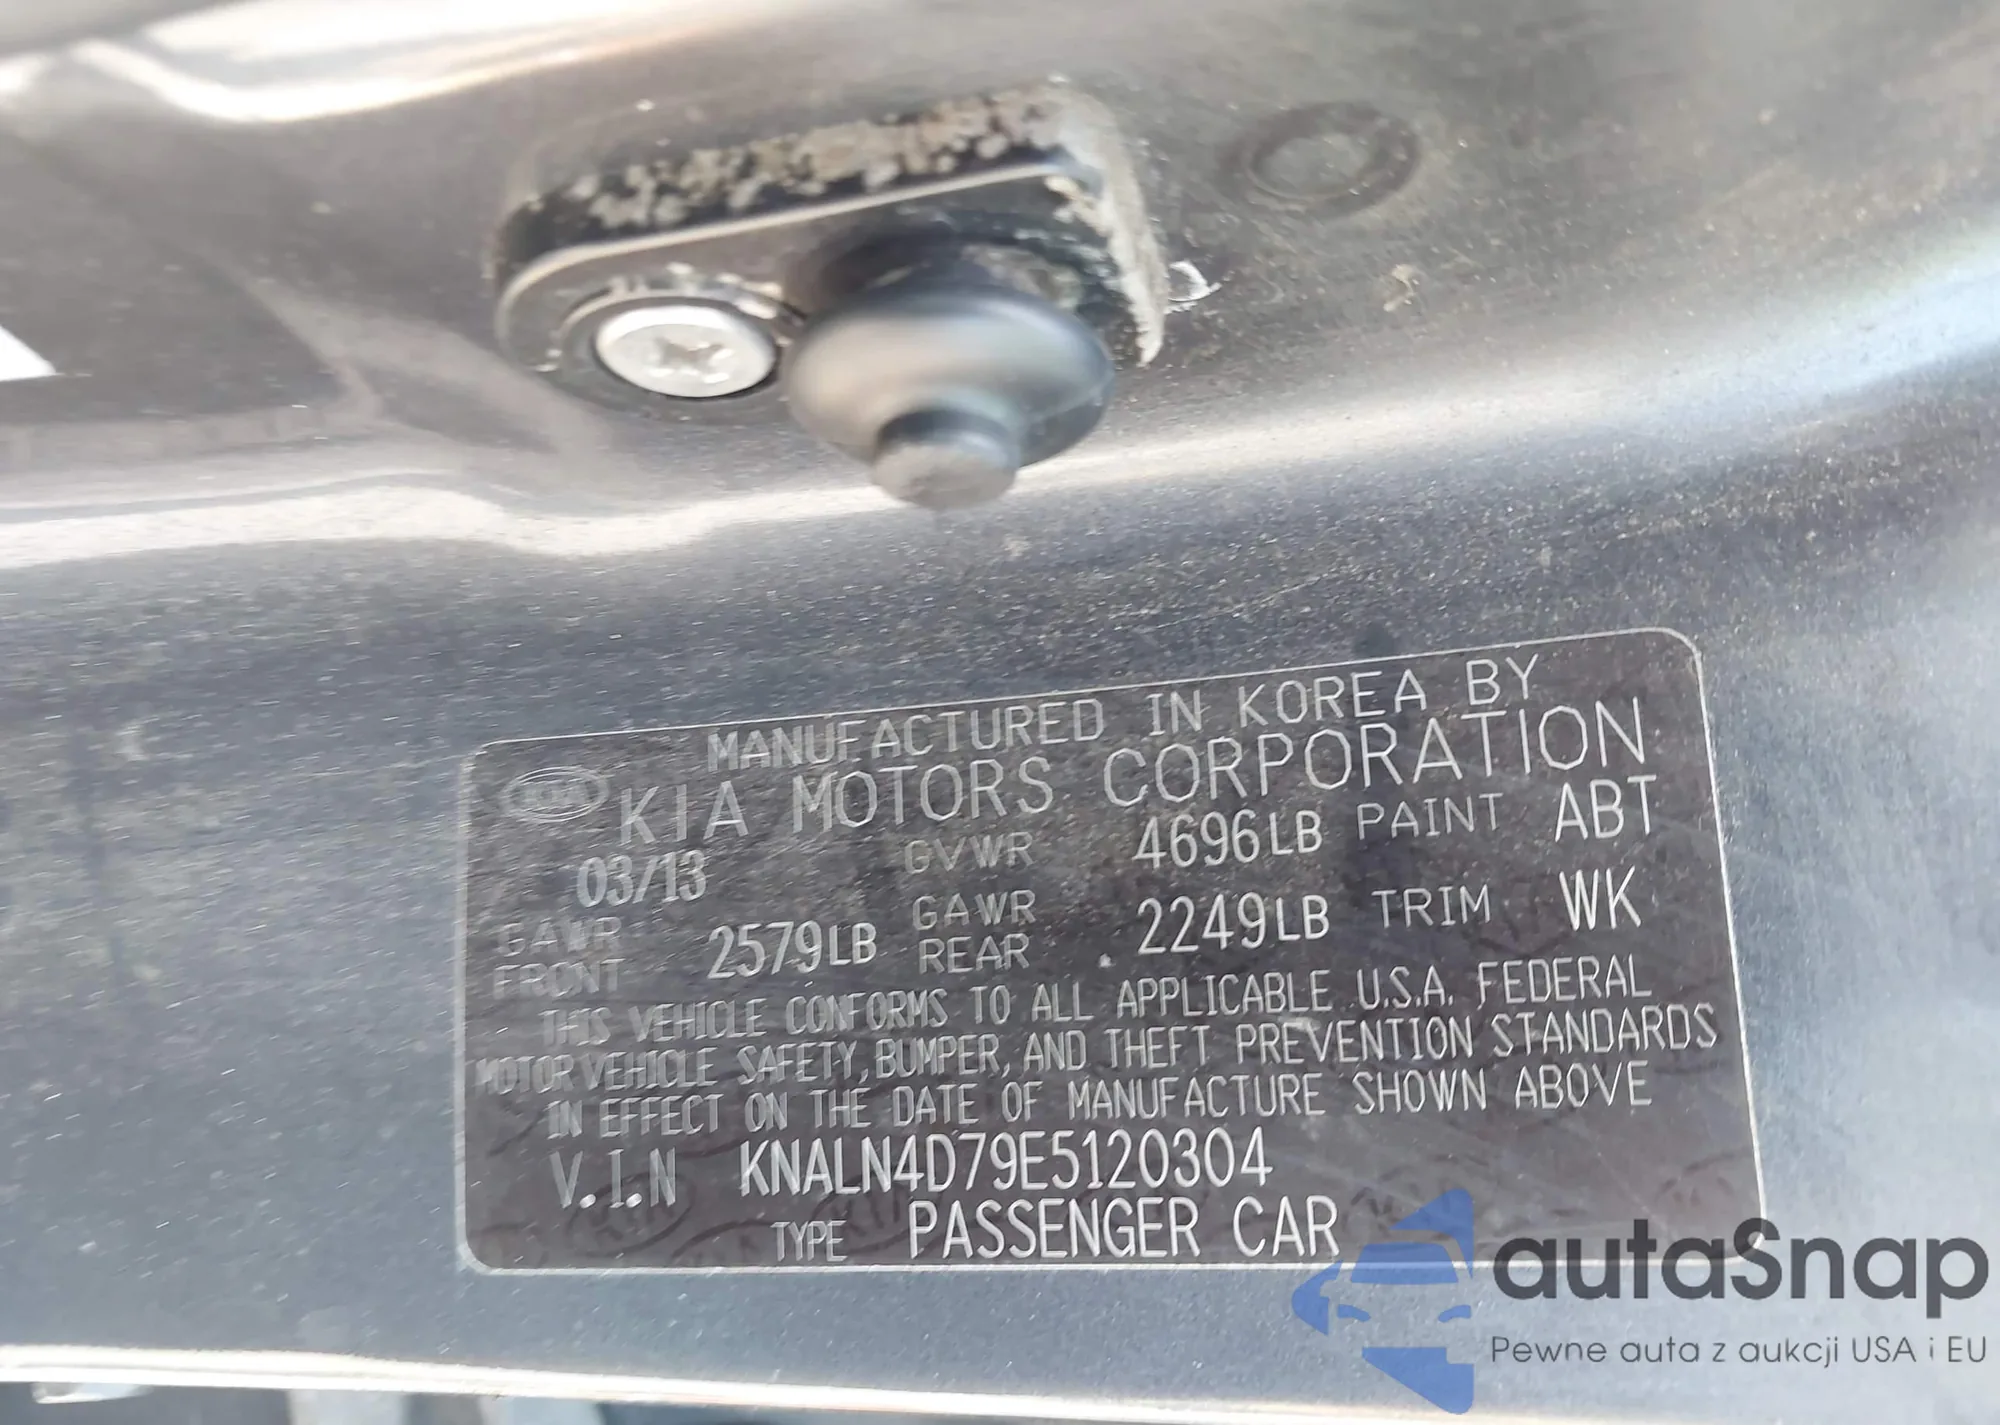 MANUFACTURED IN KOREA BY
KIA KIA MOTORS CORPORATION
03/13 GVWR 4696LB PAINT ABT
GAWR FRONT 2579LB GAWR REAR 2249LB TRIM WK
THIS VEHICLE CONFORMS TO ALL APPLICABLE U.S.A. FEDERAL
MOTOR VEHICLE SAFETY, BUMPER, AND THEFT PREVENTION STANDARDS
IN EFFECT ON THE DATE OF MANUFACTURE SHOWN ABOVE
V.I.N KNALN4D79E5120304
TYPE PASSENGER CAR
autaSnap
Pewne auta z aukcji USA i EU